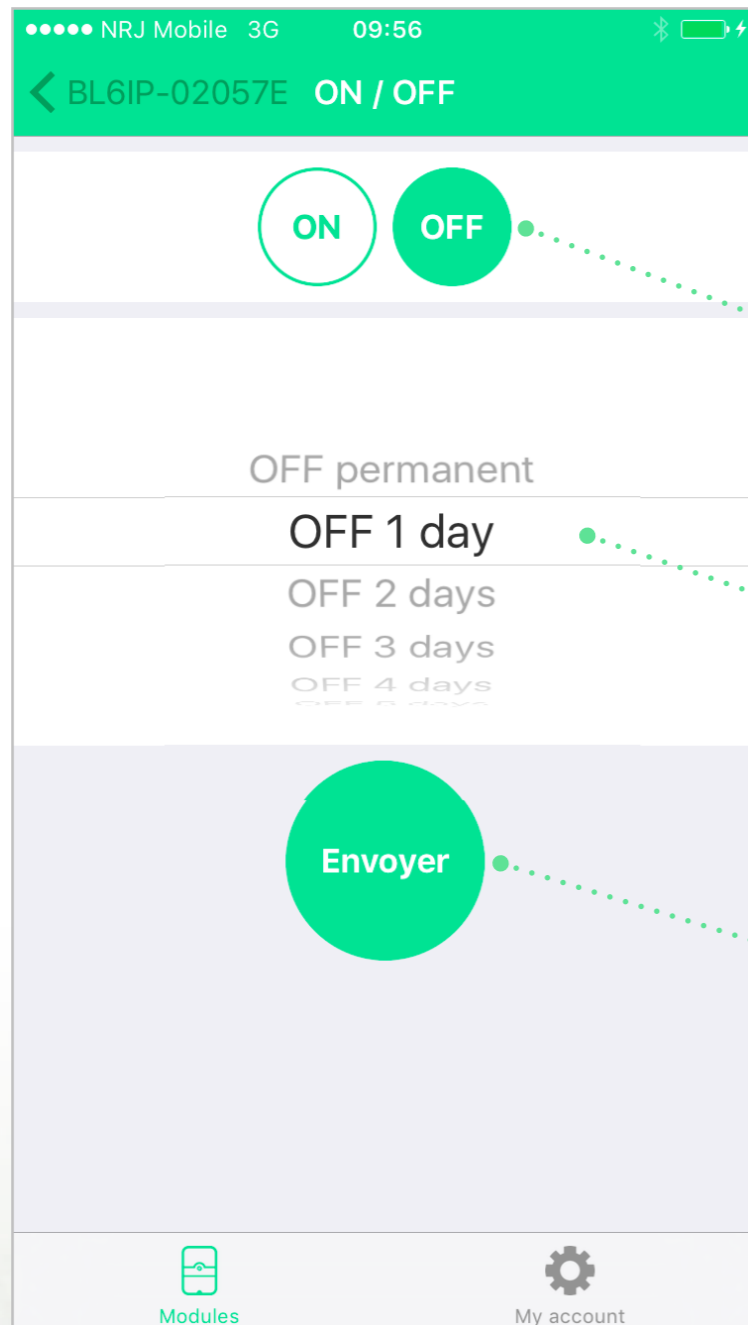 NRJ Mobile 3G 09:56
BL6IP-02057E ON / OFF
ON OFF
OFF permanent
OFF 1 day
OFF 2 days
OFF 3 days
OFF 4 days
Envoyer
Modules My account